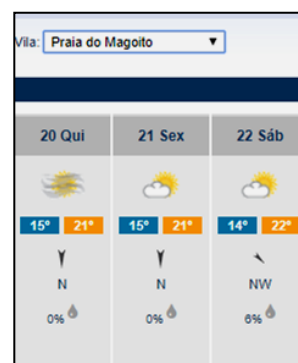 Vila: Praia do Magoito
20 Qui 21 Sex 22 Sáb
15° 21° 15° 21° 14° 22°
N N NW
0% 0% 6%